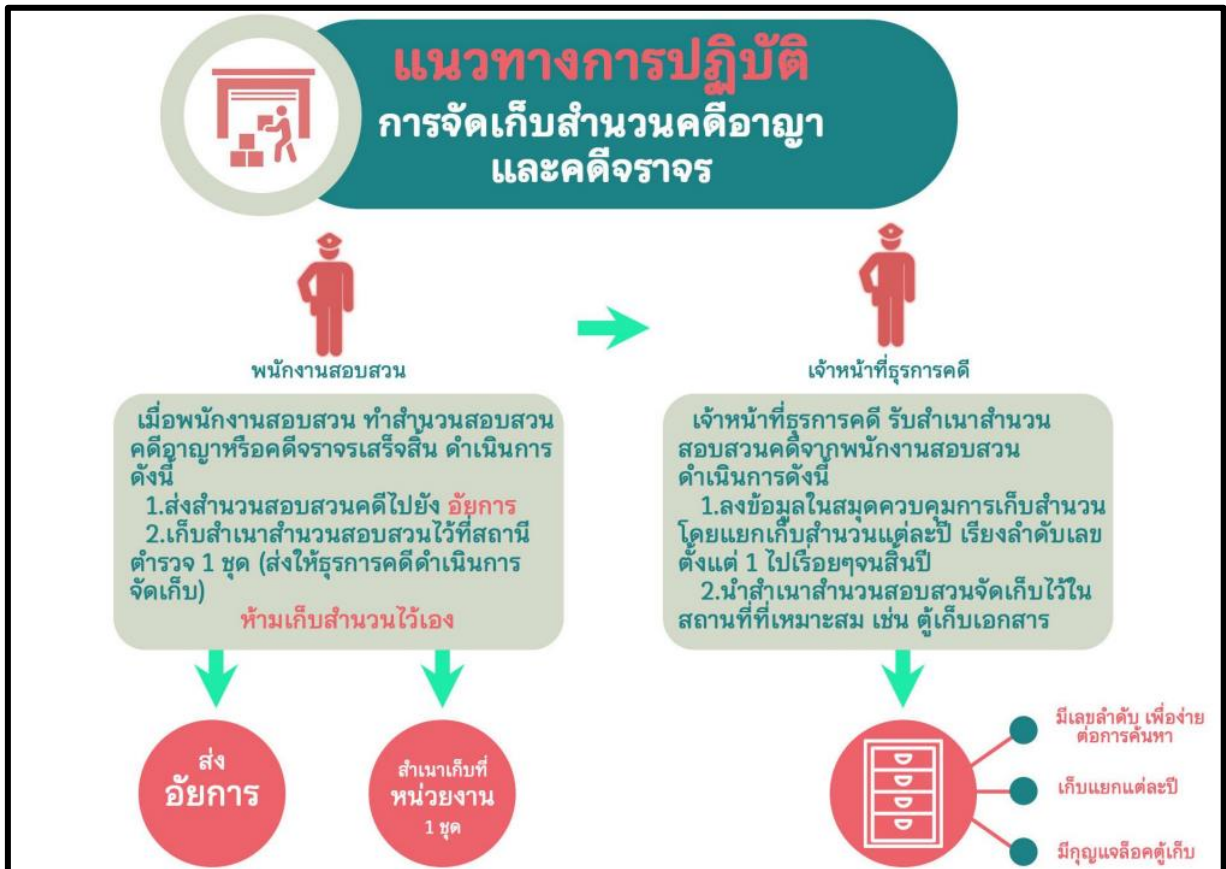 แนวทางการปฏิบัติ
การจัดเก็บสำนวนคดีอาญา
และคดีจราจร
พนักงานสอบสวน
เมื่อพนักงานสอบสวน ทำสำนวนสอบสวน
คดีอาญาหรือคดีจราจรเสร็จสิ้น ดำเนินการ
ดังนี้
1.ส่งสำนวนสอบสวนคดีไปยัง อัยการ
2.เก็บสำเนาสำนวนสอบสวนไว้ที่สถานี
ตำรวจ 1 ชุด (ส่งให้ธุรการคดีดำเนินการ
จัดเก็บ)
ห้ามเก็บสำนวนไว้เอง
ส่ง
อัยการ
สำเนาเก็บที่
หน่วยงาน
1 ชุด
เจ้าหน้าที่ธุรการคดี
เจ้าหน้าที่ธุรการคดี รับสำเนาสำนวน
สอบสวนคดีจากพนักงานสอบสวน
ดำเนินการดังนี้
1.ลงข้อมูลในสมุดควบคุมการเก็บสำนวน
โดยแยกเก็บสำนวนแต่ละปี เรียงลำดับเลข
ตั้งแต่ 1 ไปเรื่อยๆจนสิ้นปี
2.นำสำเนาสำนวนสอบสวนจัดเก็บไว้ใน
สถานที่ที่เหมาะสม เช่น ตู้เก็บเอกสาร
มีเลขลำดับ เพื่อง่าย
ต่อการค้นหา
เก็บแยกแต่ละปี
มีกุญแจล็อคตู้เก็บ